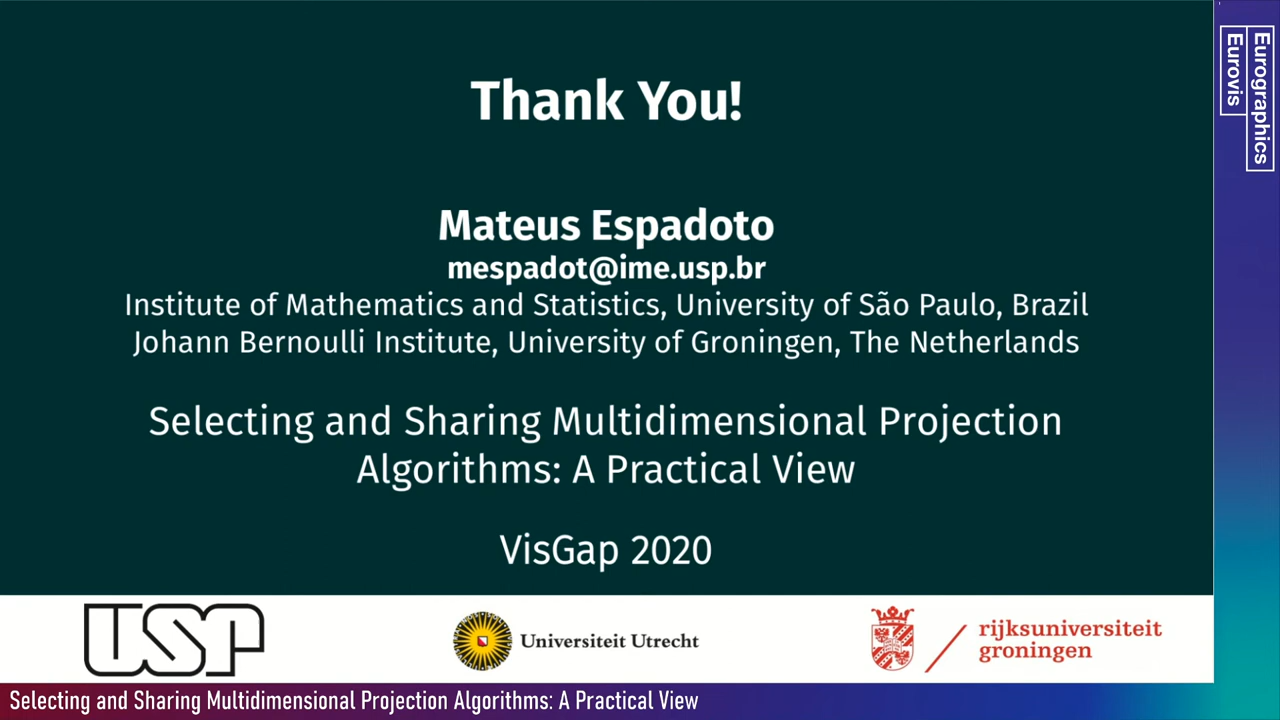 Thank You!
Mateus Espadoto
mespadot@ime.usp.br
Institute of Mathematics and Statistics, University of São Paulo, Brazil
Johann Bernoulli Institute, University of Groningen, The Netherlands
Selecting and Sharing Multidimensional Projection
Algorithms: A Practical View
VisGap 2020
USP
Universiteit Utrecht
rijksuniversiteit
groningen
Selecting and Sharing Multidimensional Projection Algorithms: A Practical View
Eurographics
Eurovis